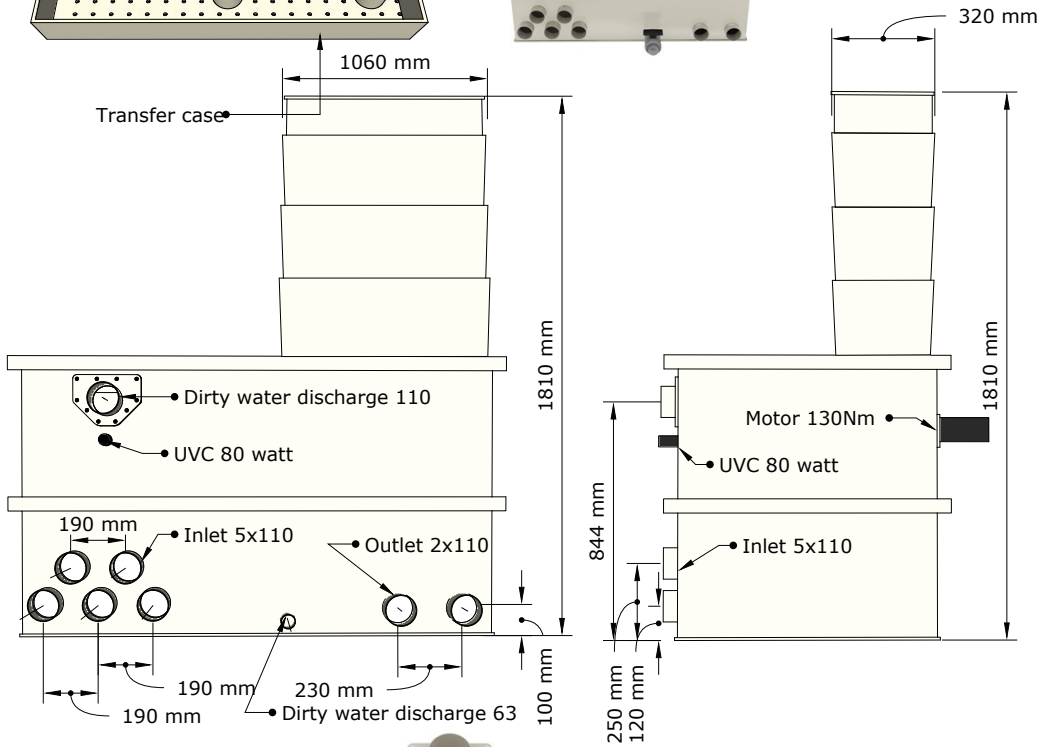 320 mm
1060 mm
Transfer case
1810 mm
1810 mm
Dirty water discharge 110
UVC 80 watt
Motor 130Nm
UVC 80 watt
844 mm
190 mm
Inlet 5x110
Outlet 2x110
Inlet 5x110
190 mm
190 mm
230 mm
Dirty water discharge 63
100 mm
250 mm
120 mm